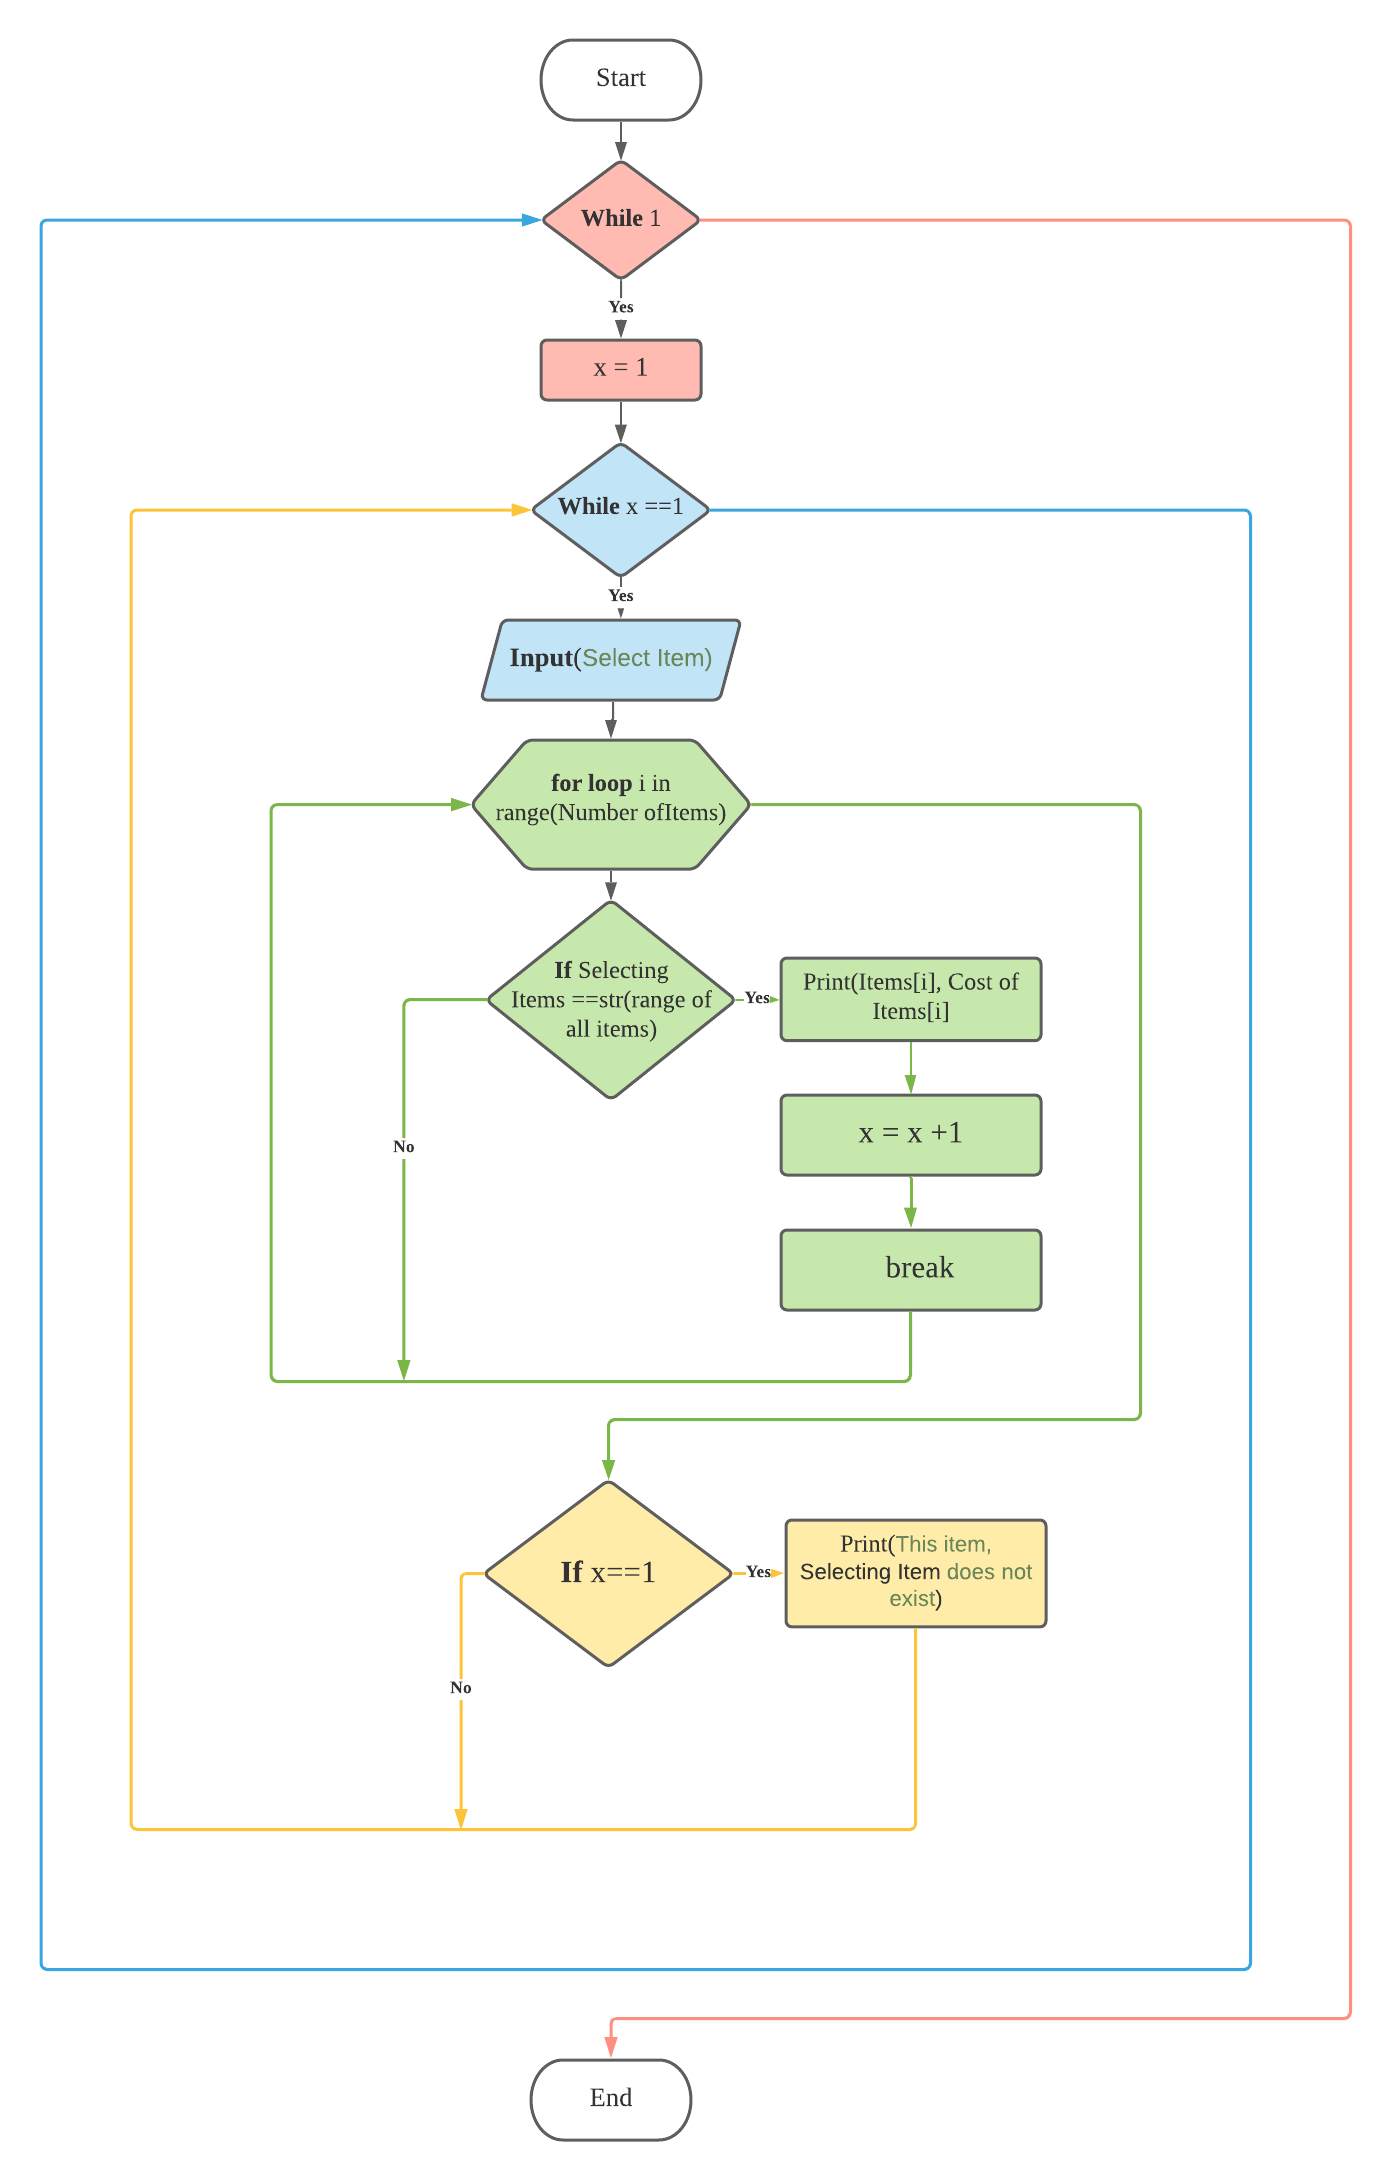 Start
While 1
Yes
x = 1
While x ==1
Yes
Input(Select Item)
for loop i in
range(Number ofItems)
If Selecting
Items ==str(range of
all items)
Yes
Print(Items[i], Cost of
Items[i]
x = x +1
No
break
If x==1
Yes
Print(This item,
Selecting Item does not
exist)
No
End